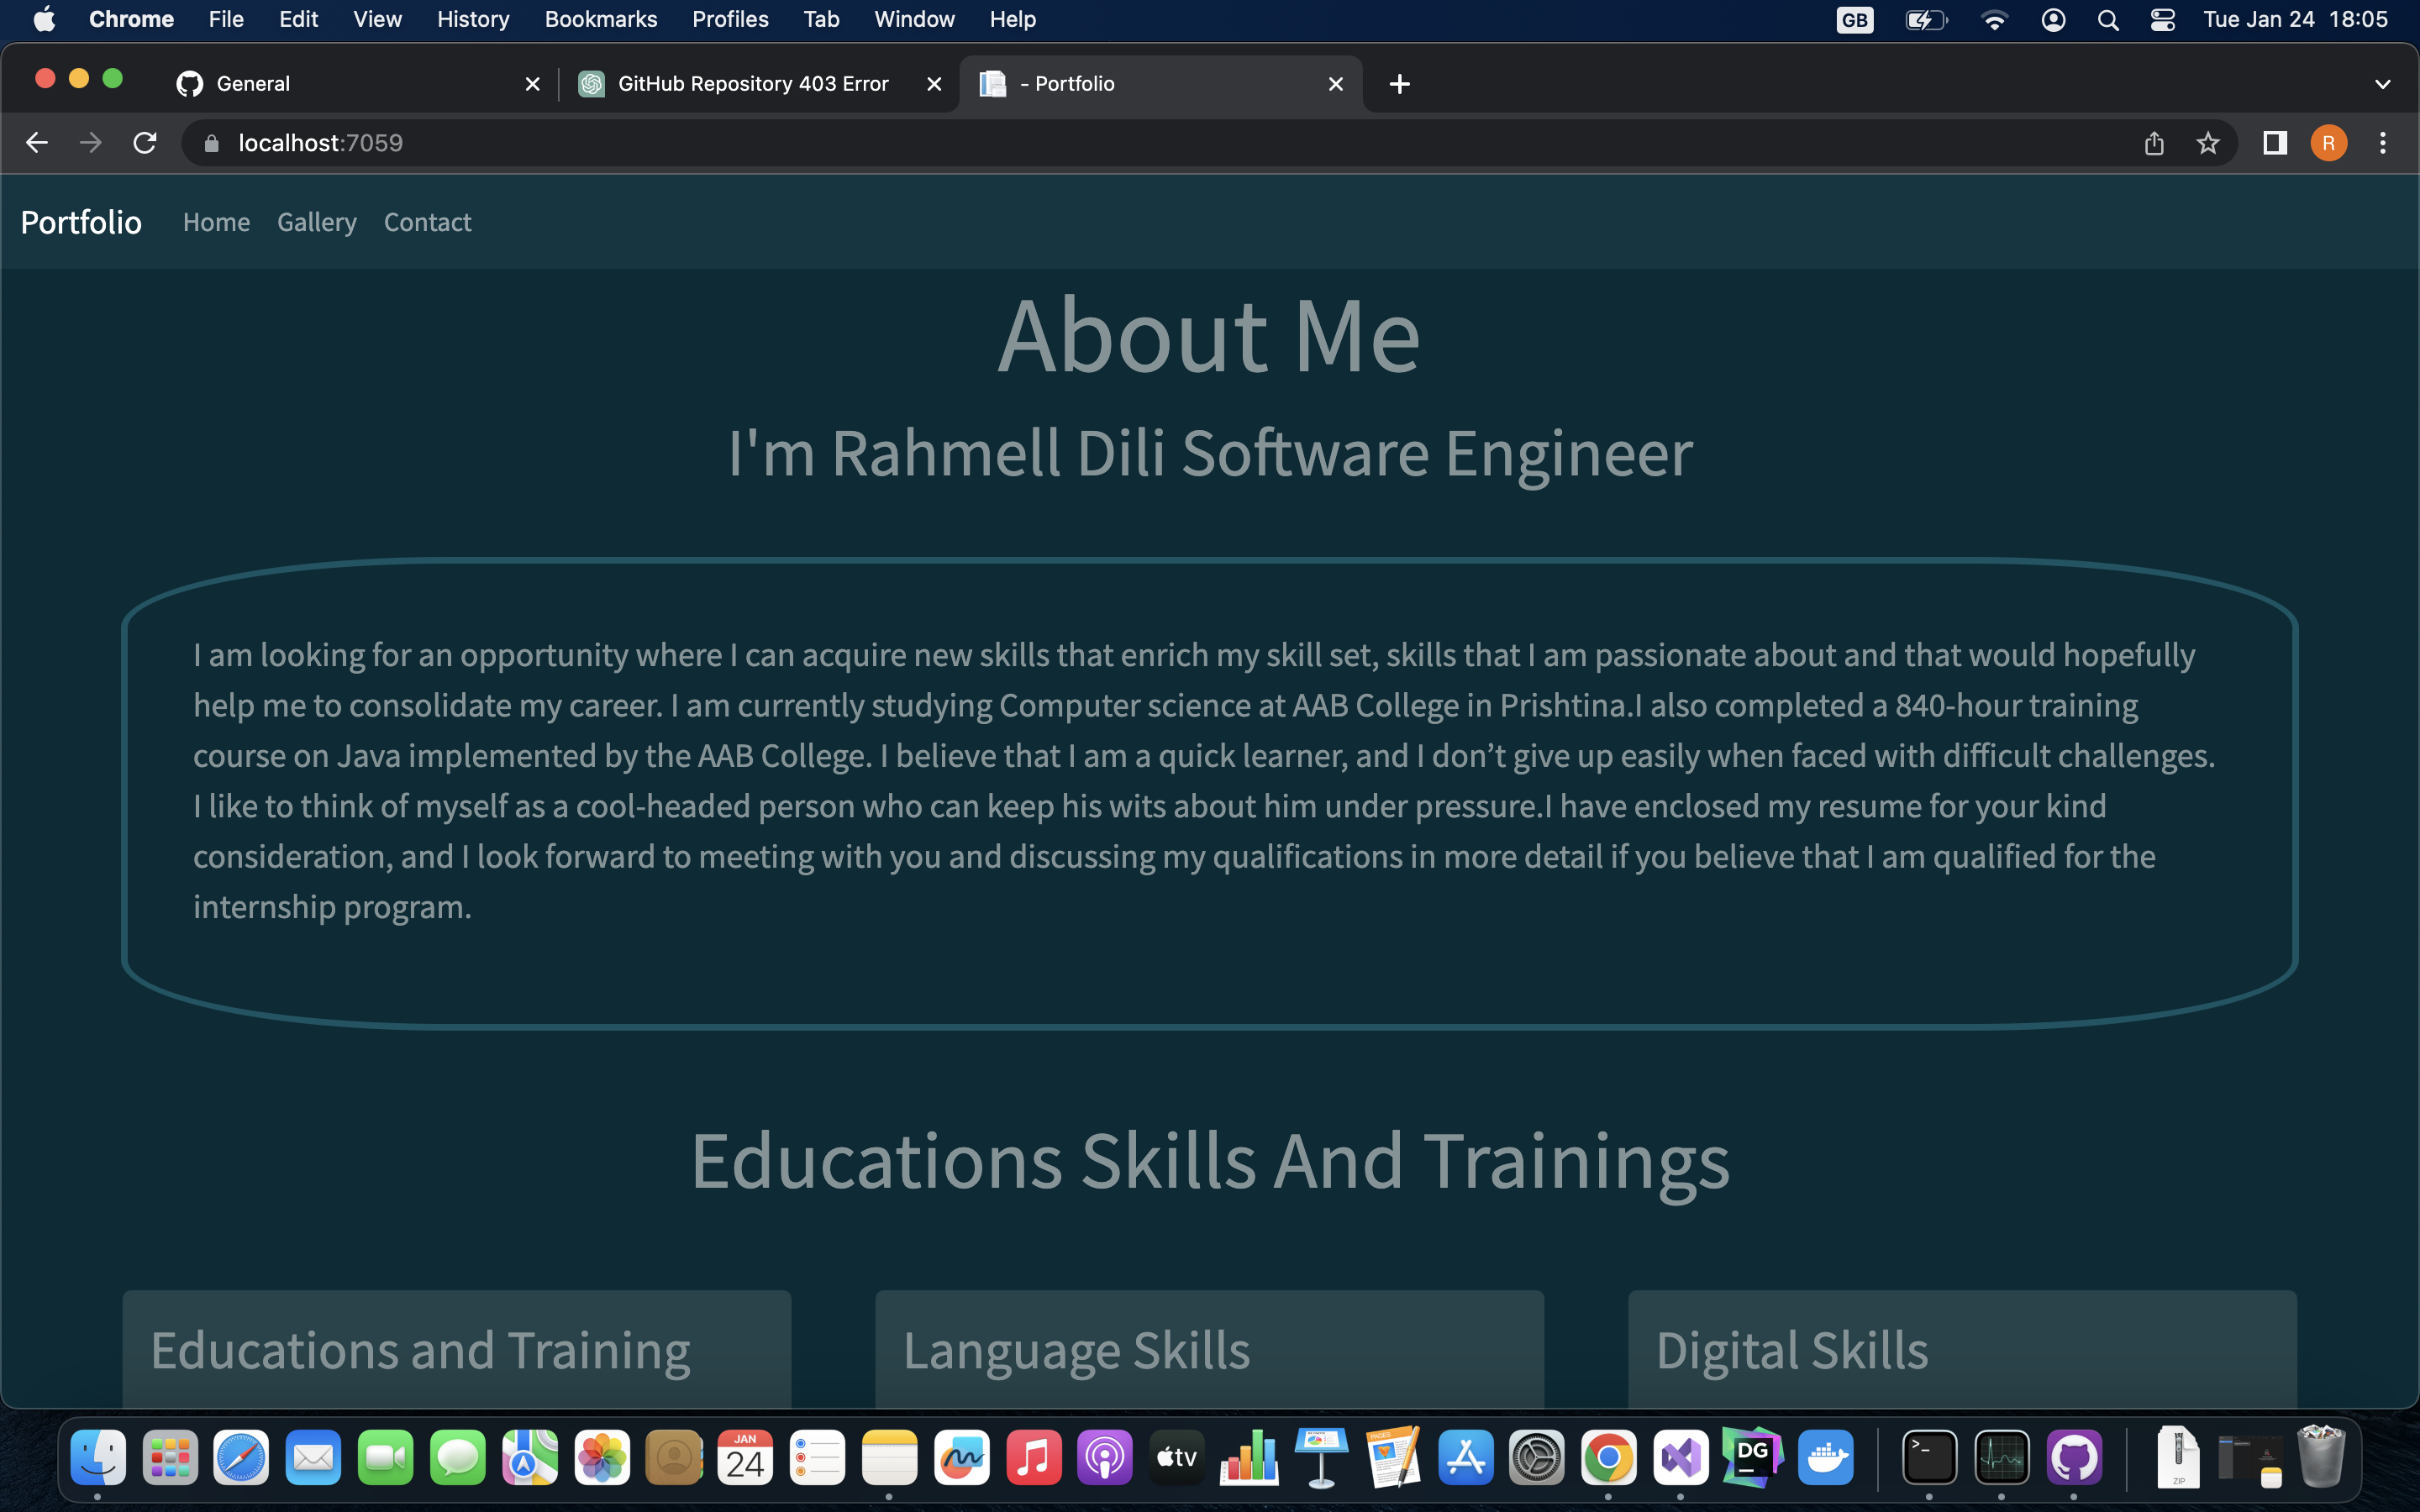 Chrome File Edit View History Bookmarks Profiles Tab Window Help GB Tue Jan 24 18:05
General GitHub Repository 403 Error - Portfolio
localhost:7059 R
Portfolio Home Gallery Contact
About Me
I'm Rahmell Dili Software Engineer
I am looking for an opportunity where I can acquire new skills that enrich my skill set, skills that I am passionate about and that would hopefully
help me to consolidate my career. I am currently studying Computer science at AAB College in Prishtina.I also completed a 840-hour training
course on Java implemented by the AAB College. I believe that I am a quick learner, and I don’t give up easily when faced with difficult challenges.
I like to think of myself as a cool-headed person who can keep his wits about him under pressure.I have enclosed my resume for your kind
consideration, and I look forward to meeting with you and discussing my qualifications in more detail if you believe that I am qualified for the
internship program.
Educations Skills And Trainings
Educations and Training Language Skills Digital Skills
JAN
24
tv
PAGES
DG
ZIP